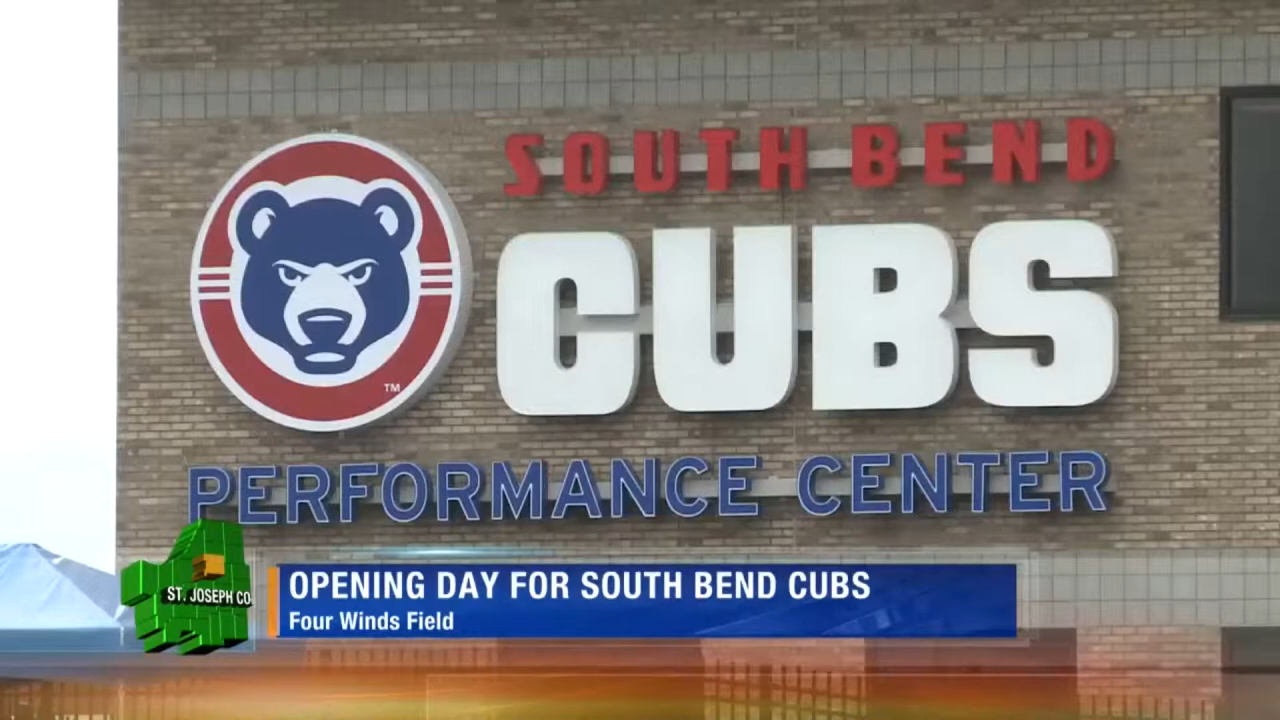 SOUTH BEND
CUBS
TM
PERFORMANCE CENTER
ST. JOSEPH CO
OPENING DAY FOR SOUTH BEND CUBS
Four Winds Field